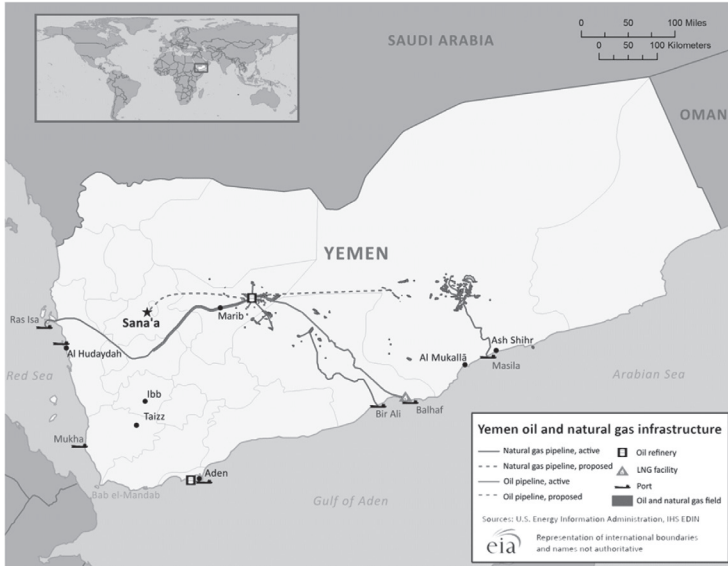 0 50 100 Miles
0 50 100 Kilometers
SAUDI ARABIA
OMAN
YEMEN
Ras Isa
Sana'a
Marib
Al Hudaydah
Ash Shihr
Al Mukallā
Masila
Red Sea
Arabian Sea
Ibb
Taizz
Bir Ali
Balhaf
Mukha
Aden
Bab el-Mandab
Gulf of Aden
Yemen oil and natural gas infrastructure
Natural gas pipeline, active
Natural gas pipeline, proposed
Oil pipeline, active
Oil pipeline, proposed
Oil refinery
LNG facility
Port
Oil and natural gas field
Sources: U.S. Energy Information Administration, IHS EDIN
eia
Representation of international boundaries
and names not authoritative